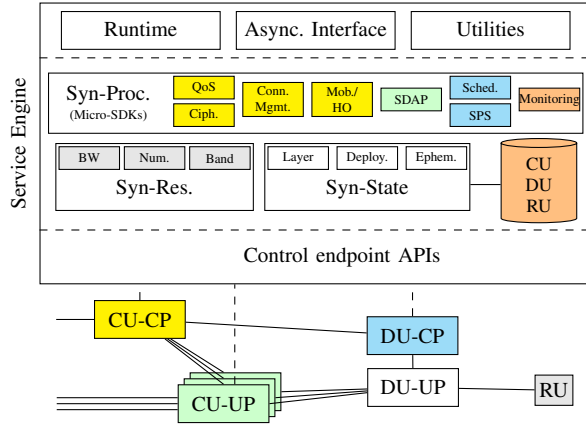 Runtime
Async. Interface
Utilities
Service Engine
Syn-Proc.
(Micro-SDKs)
QoS
Ciph.
Conn.
Mgmt.
Mob./
HO
SDAP
Sched.
SPS
Monitoring
BW
Num.
Band
Syn-Res.
Layer
Deploy.
Ephem.
Syn-State
CU
DU
RU
Control endpoint APIs
CU-CP
DU-CP
CU-UP
DU-UP
RU